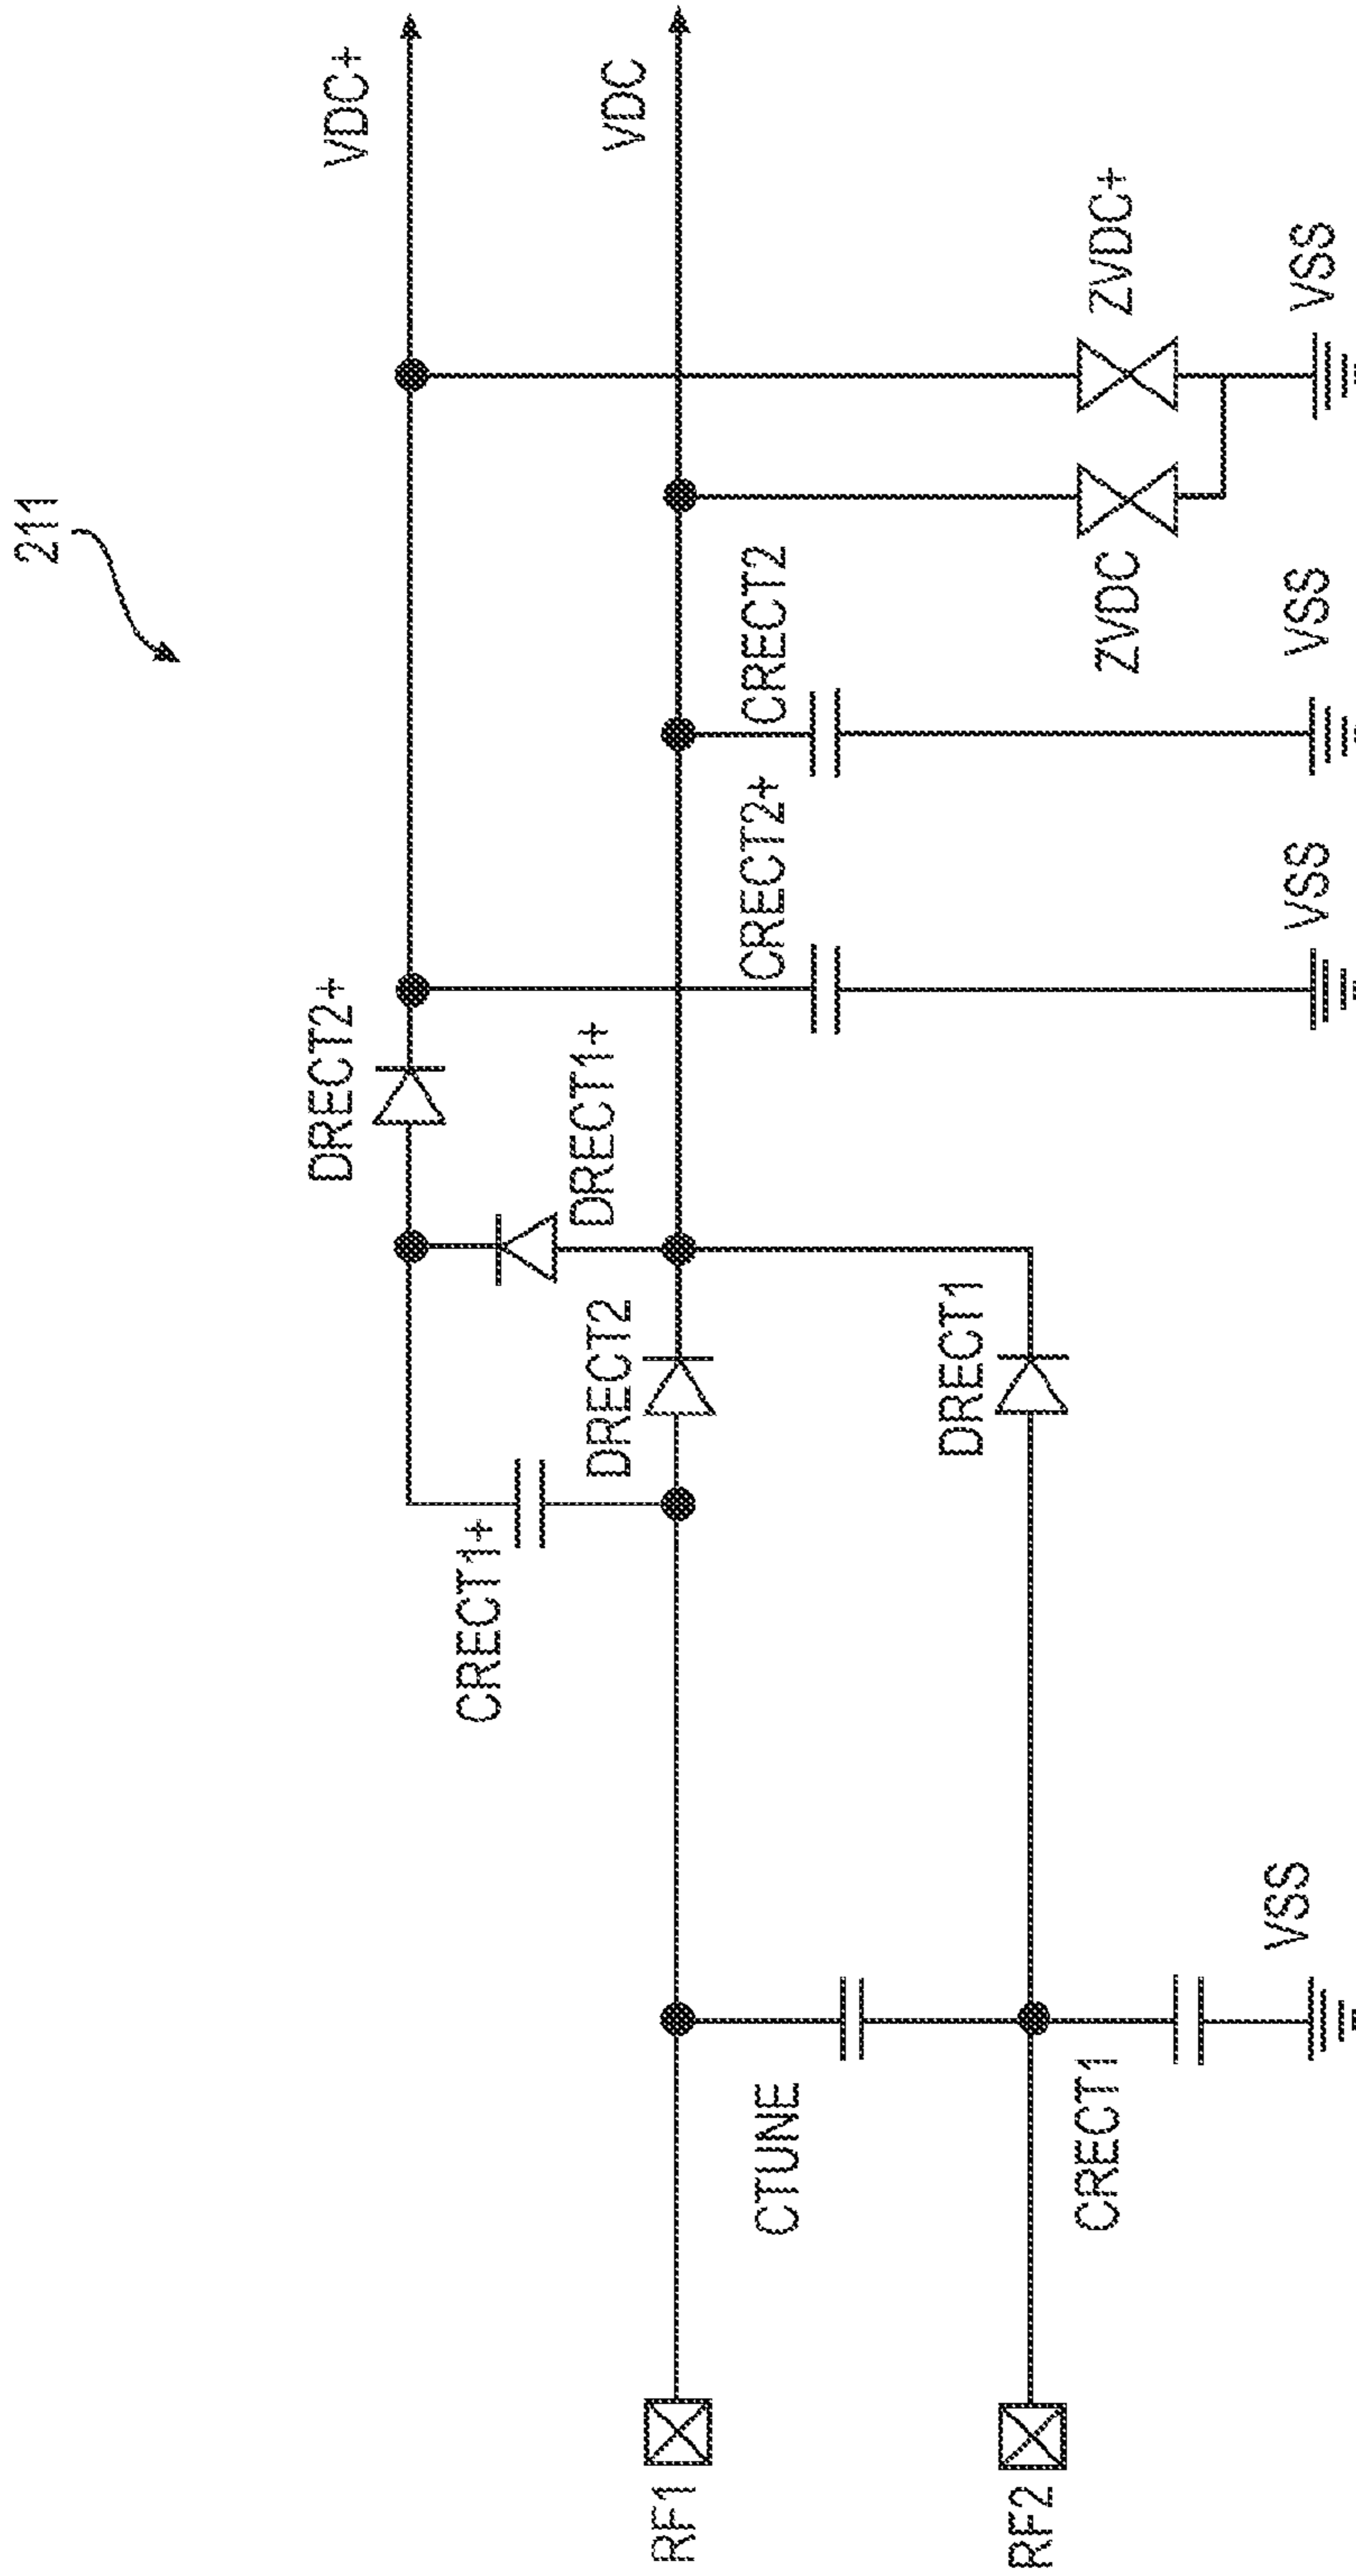 211
VDC+
VDC
DRECT2+
DRECT1+
CRECT1+
DRECT2
CRECT2+
CRECT2
DRECT1
ZVDC
ZVDC+
CTUNE
CRECT1
RF1
RF2
VSS
VSS
VSS
VSS